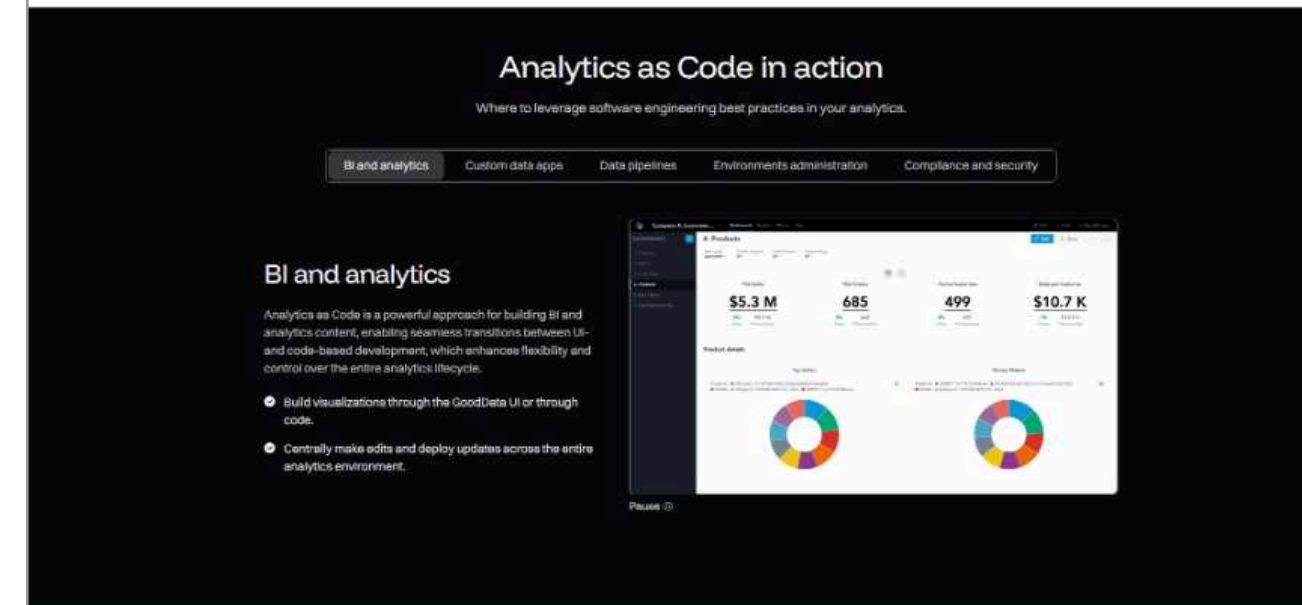 Analytics as Code in action
Where to leverage software engineering best practices in your analytics.
BI and analytics
Custom data apps
Data pipelines
Environments administration
Compliance and security
BI and analytics
Analytics as Code is a powerful approach for building BI and
analytics content, enabling seamless transitions between UI-
and code-based development, which enhances flexibility and
control over the entire analytics lifecycle.
Build visualizations through the GoodData UI or through
code.
Centrally make edits and deploy updates across the entire
analytics environment.
Products
$5.3 M
685
499
$10.7 K
Product details
Pause